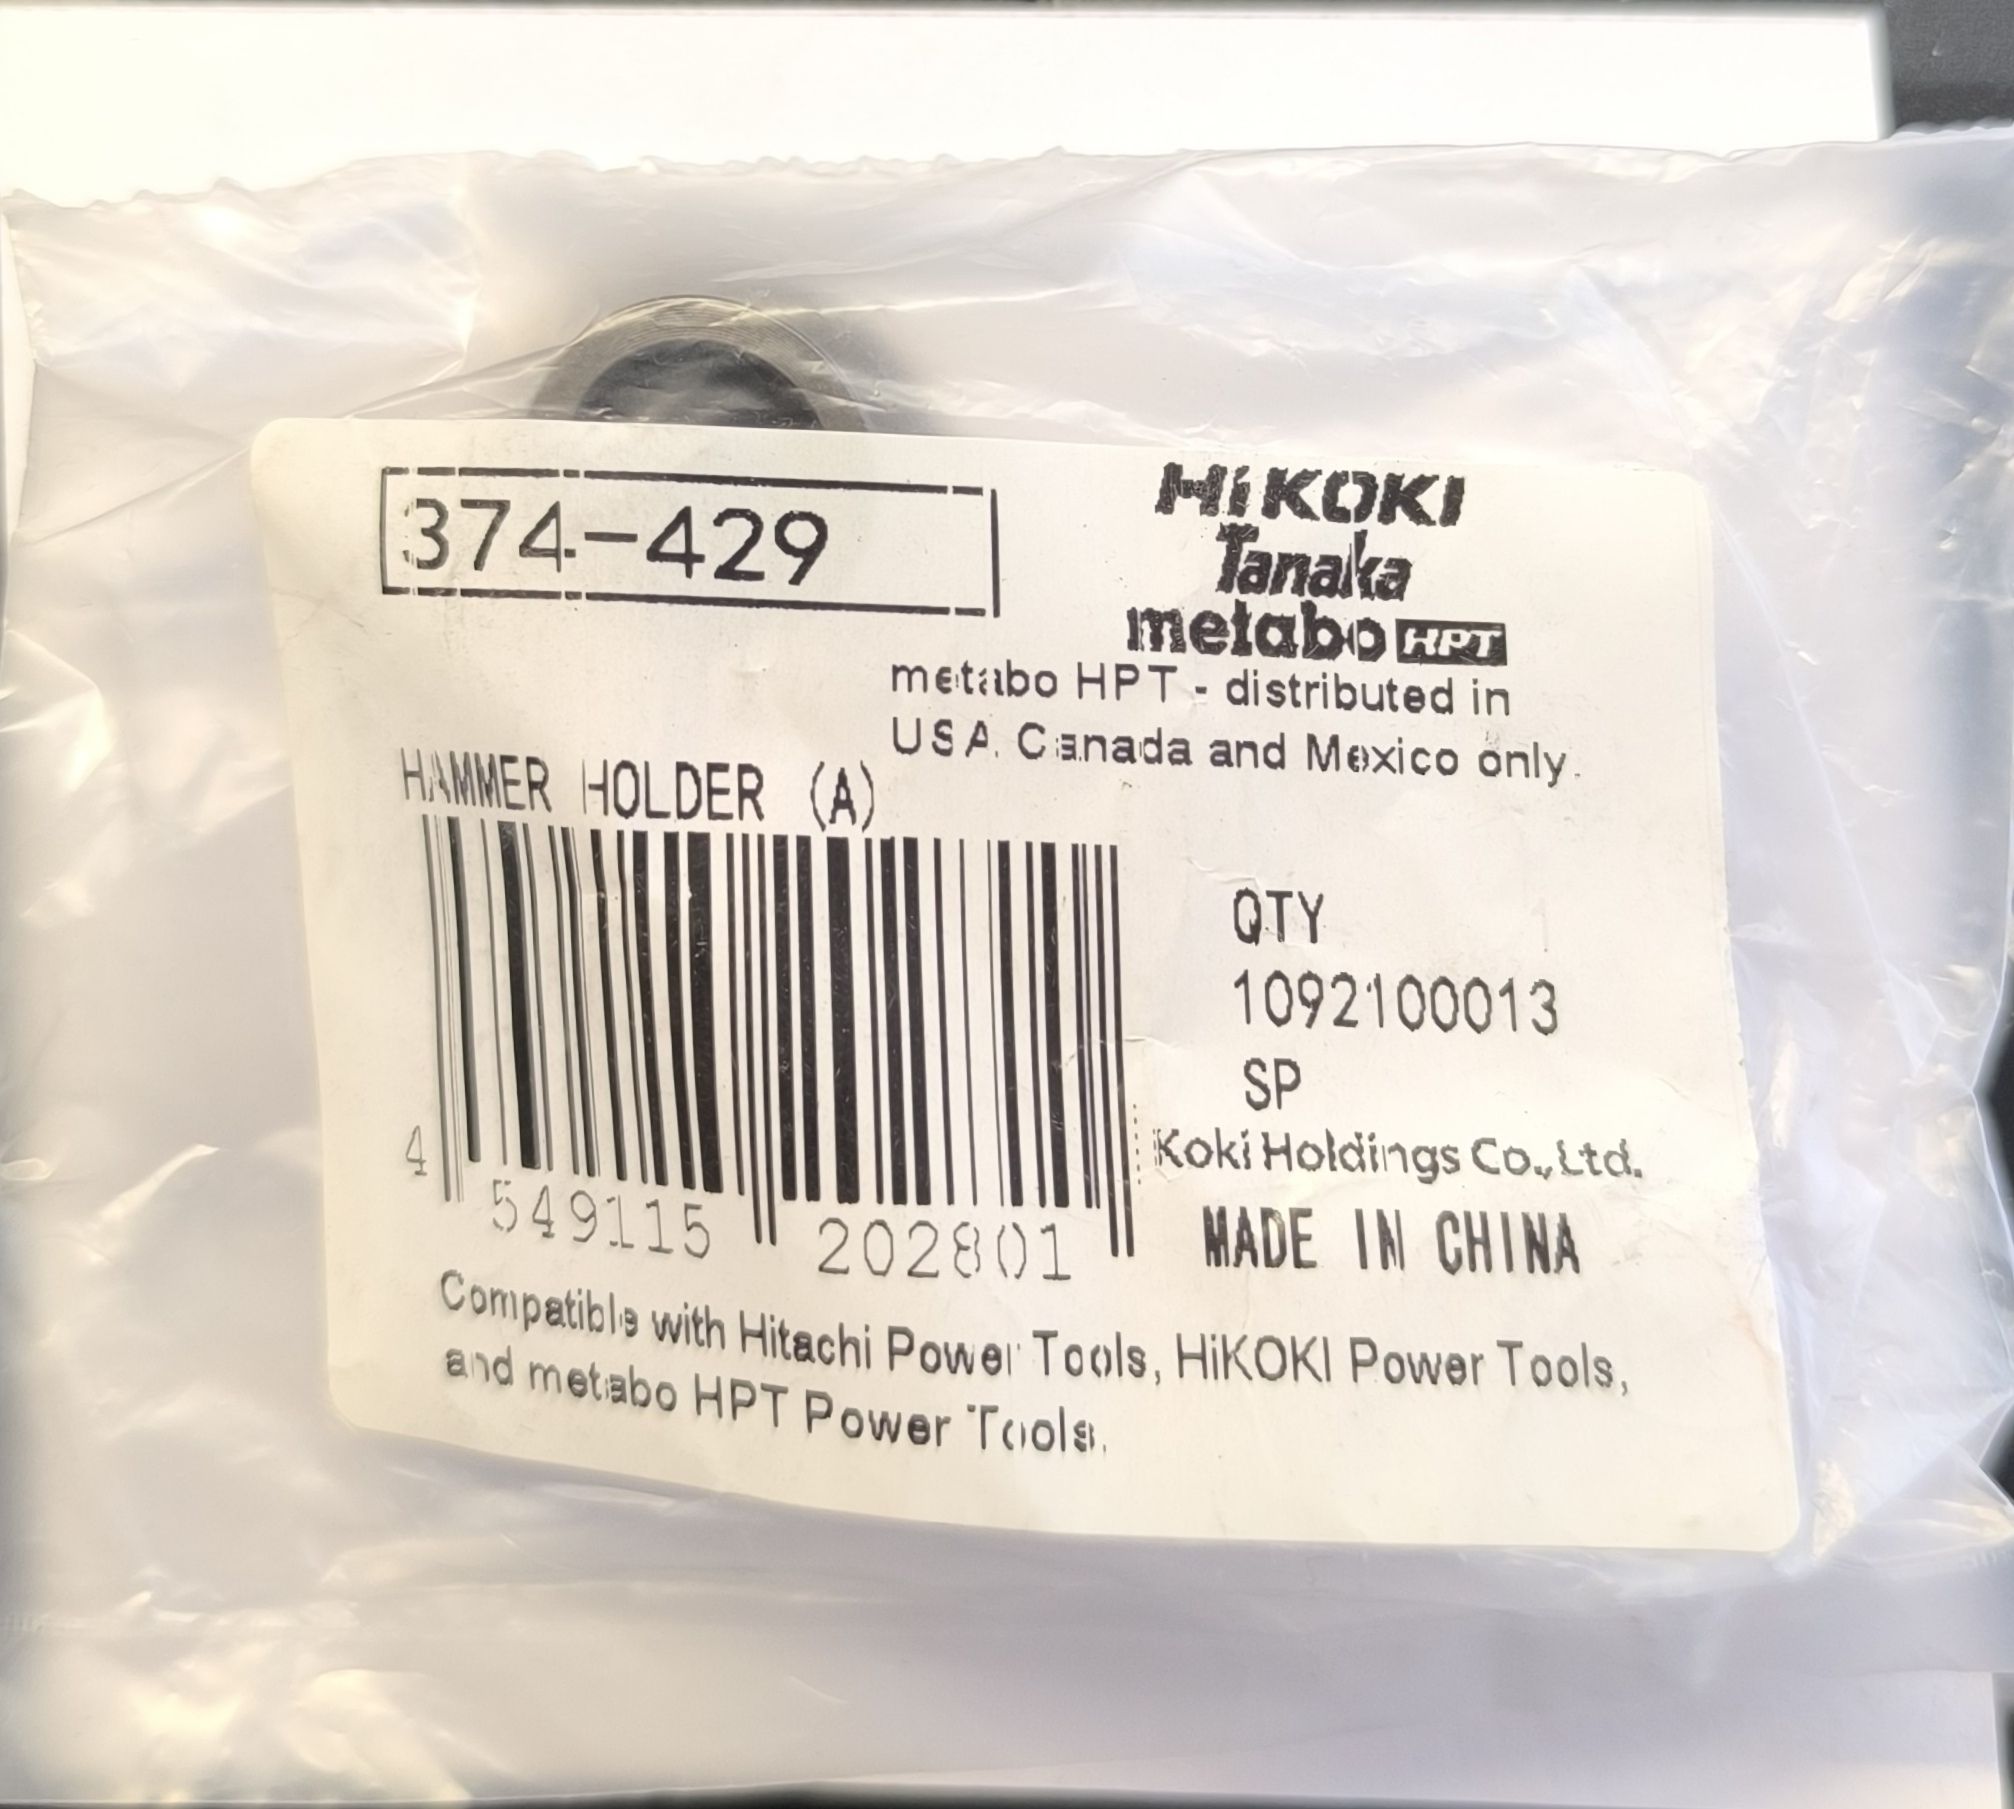 374-429
HiKOKI
Tanaka
metabo HPT
metabo HPT - distributed in
USA. Canada and Mexico only.
HAMMER HOLDER (A)
QTY
1092100013
SP
Koki Holdings Co., Ltd.
MADE IN CHINA
4 549115 202801
Compatible with Hitachi Power Tools, HiKOKI Power Tools,
and metabo HPT Power Tools.